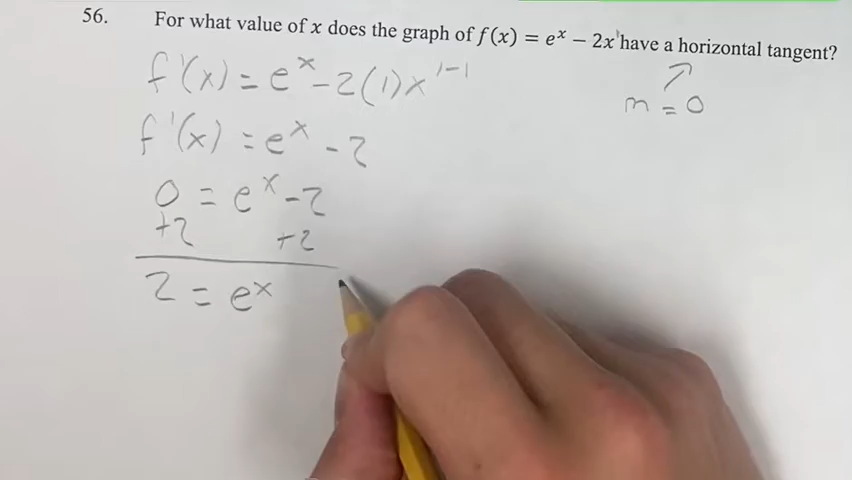 56. For what value of x does the graph of f(x) = eˣ − 2x¹ have a horizontal tangent?
f'(x) = eˣ - 2(1)x¹⁻¹
m = 0
f'(x) = eˣ - 2
0 = eˣ - 2
+2 +2
2 = eˣ